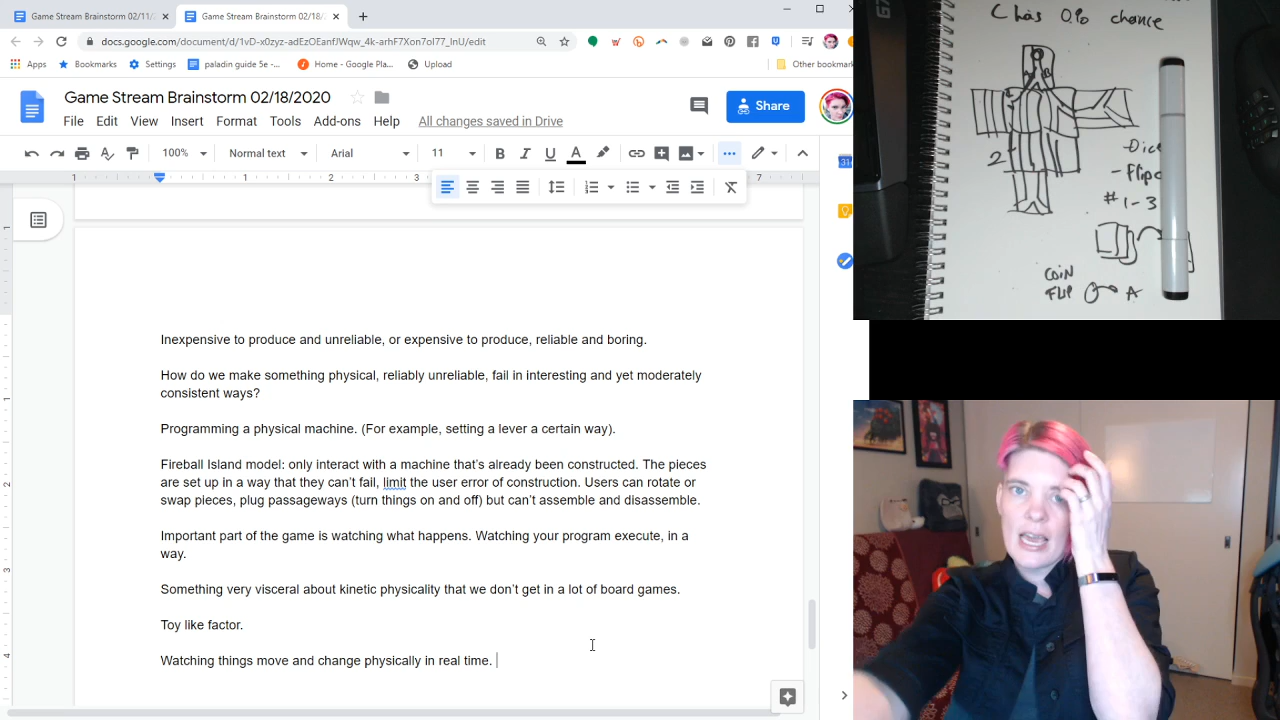 Game Stream Brainstorm 02/11/
Game Stream Brainstorm 02/18/
docs.google.com/document/d/1vD-x0zyz-adEzOEanfJWqw_4k-arhF7Xon7oI77_InU/edit
Apps
Bookmarks
Settings
paladin guide 5e -...
Home - Google Pla...
Upload
Other bookmar
Game Stream Brainstorm 02/18/2020
Share
File Edit View Insert Format Tools Add-ons Help All changes saved in Drive
100% Normal text Arial 11
1 2 3 7
Inexpensive to produce and unreliable, or expensive to produce, reliable and boring.
How do we make something physical, reliably unreliable, fail in interesting and yet moderately
consistent ways?
Programming a physical machine. (For example, setting a lever a certain way).
Fireball Island model: only interact with a machine that's already been constructed. The pieces
are set up in a way that they can't fail, limit the user error of construction. Users can rotate or
swap pieces, plug passageways (turn things on and off) but can't assemble and disassemble.
Important part of the game is watching what happens. Watching your program execute, in a
way.
Something very visceral about kinetic physicality that we don't get in a lot of board games.
Toy like factor.
Watching things move and change physically in real time.
C has 0% chance
2
- Dice
- Flip
# 1-3
COIN
FLIP
A